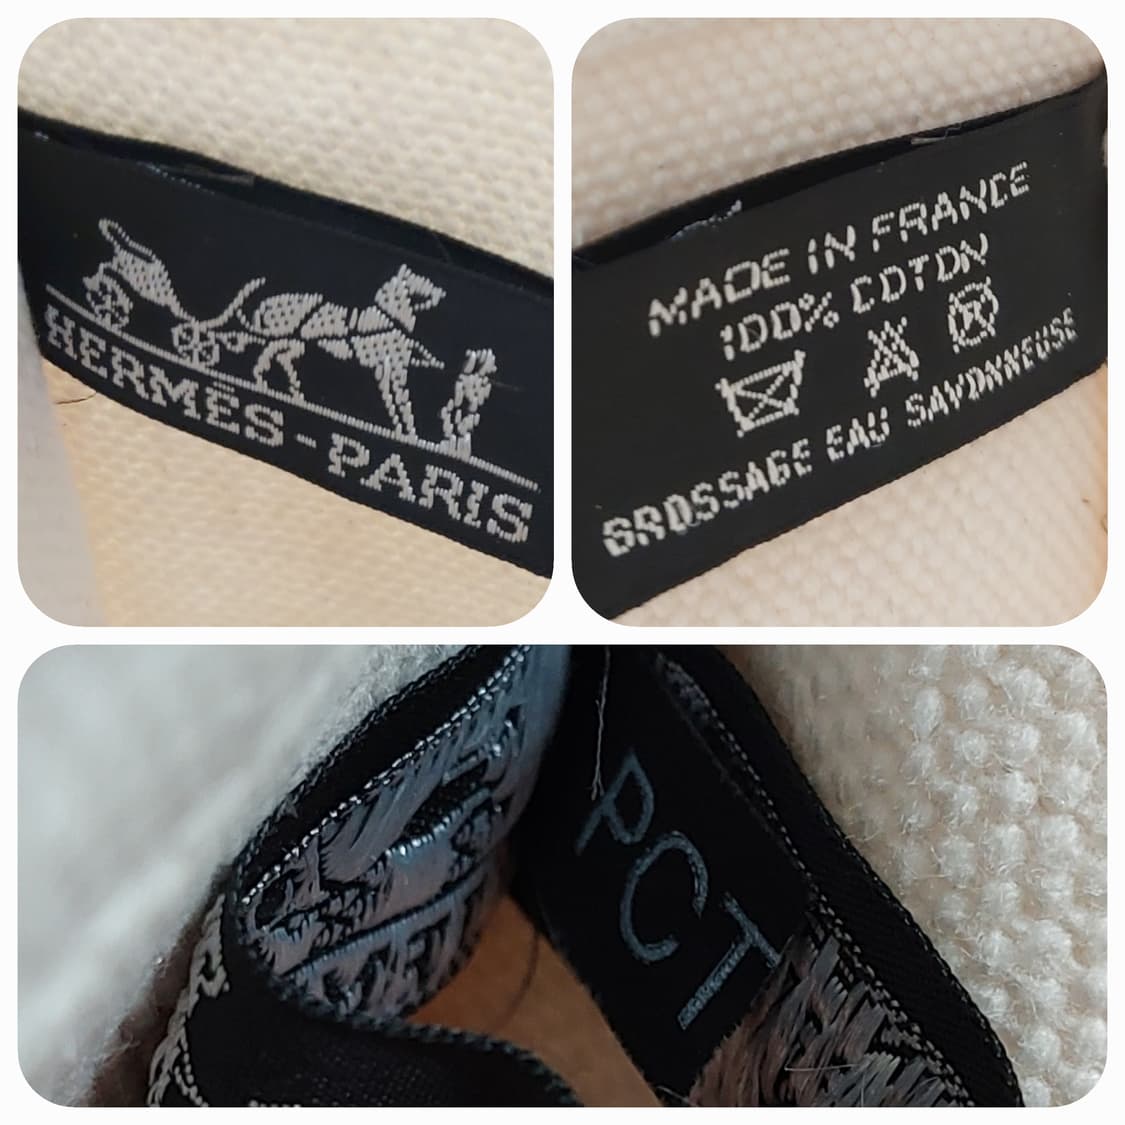 HERMÈS-PARIS
MADE IN FRANCE
100% COTON
BROSSAGE EAU SAVONNEUSE
PCT